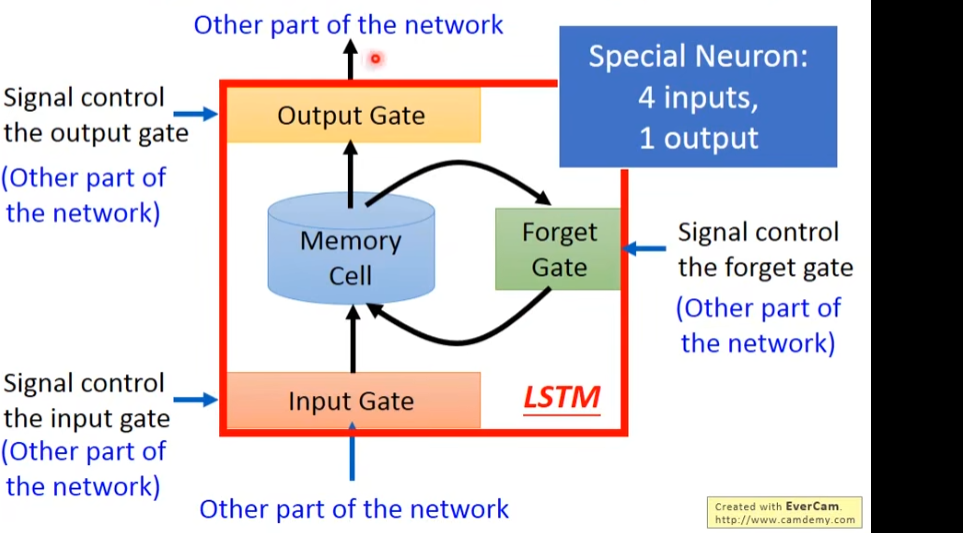 Other part of the network
Special Neuron:
4 inputs,
1 output
Signal control
the output gate
(Other part of
the network)
Output Gate
Memory
Cell
Forget
Gate
Signal control
the forget gate
(Other part of
the network)
Signal control
the input gate
(Other part of
the network)
Input Gate
LSTM
Other part of the network
Created with EverCam.
http://www.camdemy.com